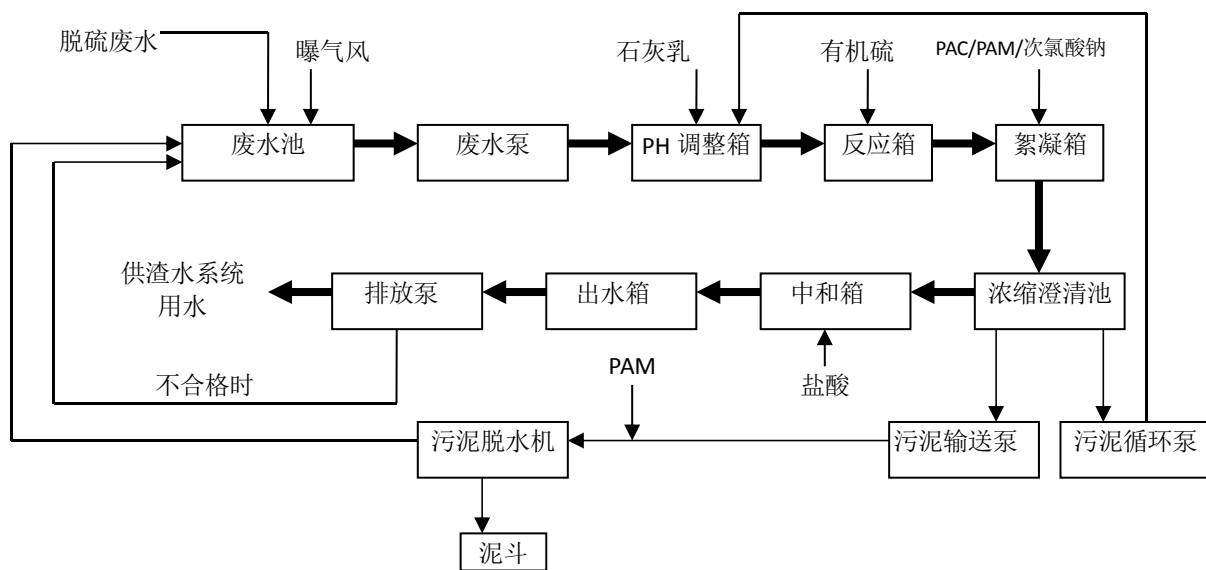 脱硫废水
曝气风
石灰乳
有机硫
PAC/PAM/次氯酸钠
废水池
废水泵
PH 调整箱
反应箱
絮凝箱
供渣水系统
用水
排放泵
出水箱
中和箱
浓缩澄清池
不合格时
PAM
盐酸
污泥脱水机
污泥输送泵
污泥循环泵
泥斗